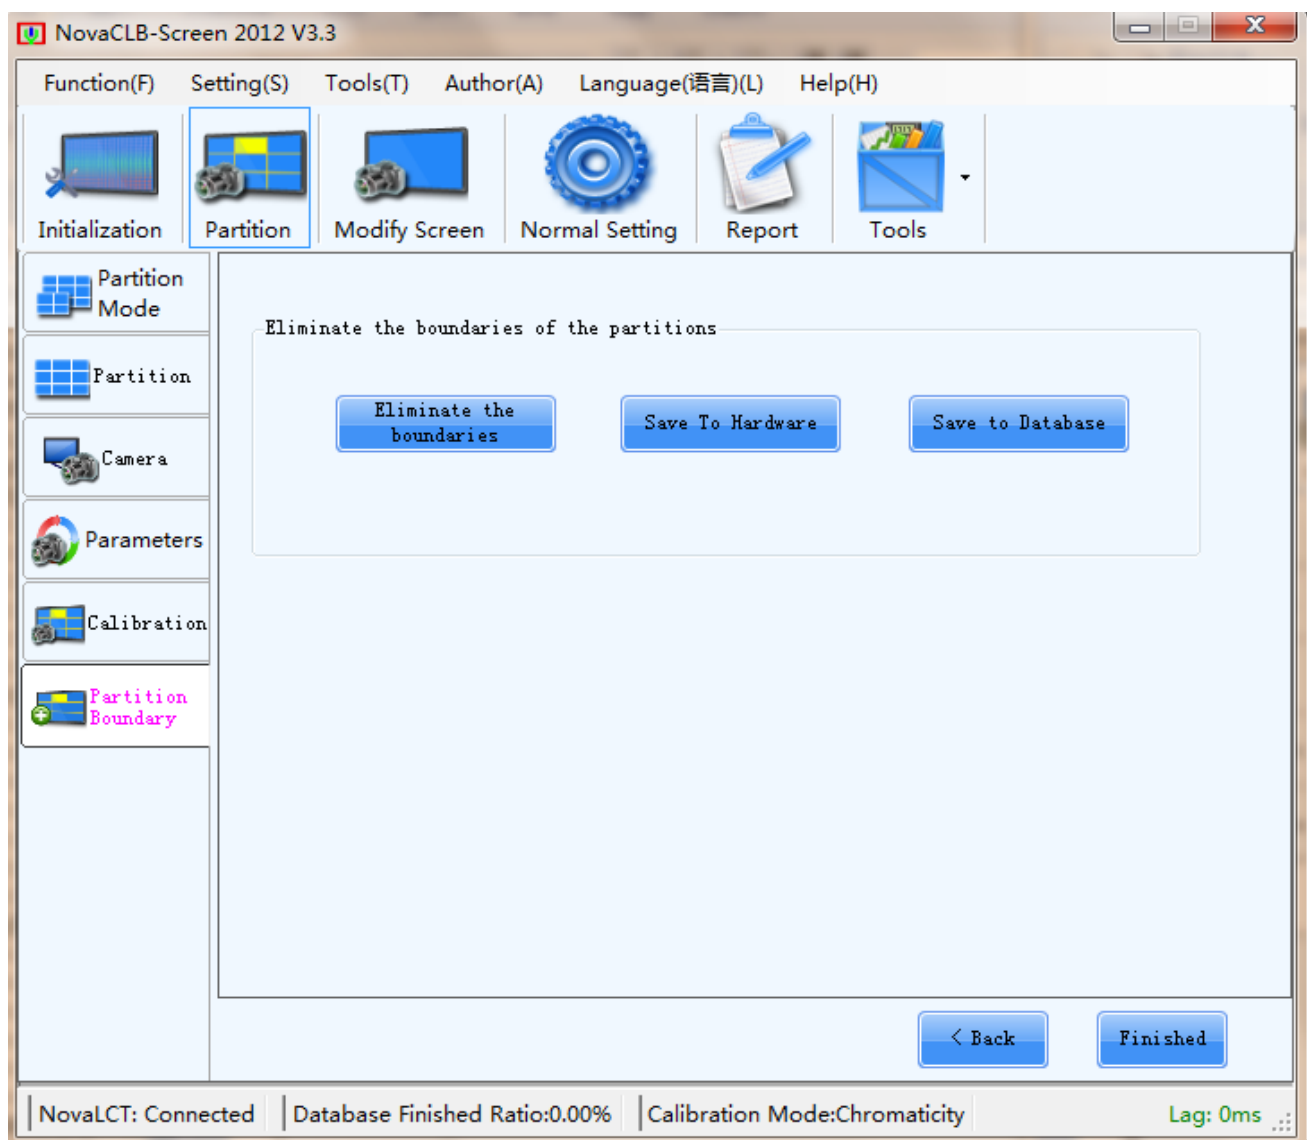 NovaCLB-Screen 2012 V3.3
Function(F) Setting(S) Tools(T) Author(A) Language(语言)(L) Help(H)
Initialization Partition Modify Screen Normal Setting Report Tools
Partition
Mode
Partition
Camera
Parameters
Calibration
Partition
Boundary
Eliminate the boundaries of the partitions
Eliminate the
boundaries
Save To Hardware
Save to Database
< Back
Finished
NovaLCT: Connected Database Finished Ratio:0.00% Calibration Mode:Chromaticity Lag: 0ms